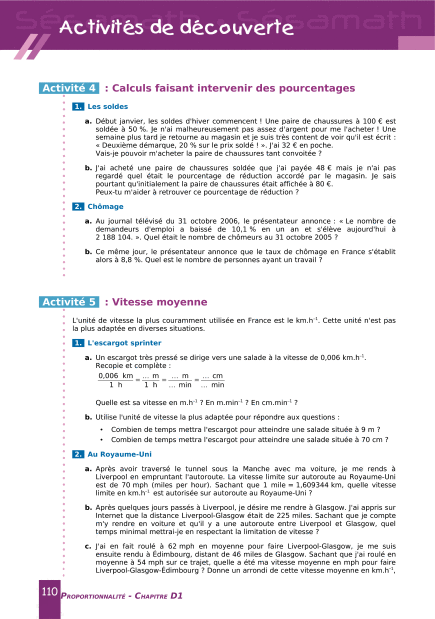 Sésamath Sésamath
Activités de découverte
Activité 4 : Calculs faisant intervenir des pourcentages
1. Les soldes
a. Début janvier, les soldes d'hiver commencent ! Une paire de chaussures à 100 € est
soldée à 50 %. Je n'ai malheureusement pas assez d'argent pour me l'acheter ! Une
semaine plus tard je retourne au magasin et je suis très content de voir qu'il est écrit :
« Deuxième démarque, 20 % sur le prix soldé ! ». J'ai 32 € en poche.
Vais-je pouvoir m'acheter la paire de chaussures tant convoitée ?
b. J'ai acheté une paire de chaussures soldée que j'ai payée 48 € mais je n'ai pas
regardé quel était le pourcentage de réduction accordé par le magasin. Je sais
pourtant qu'initialement la paire de chaussures était affichée à 80 €.
Peux-tu m'aider à retrouver ce pourcentage de réduction ?
2. Chômage
a. Au journal télévisé du 31 octobre 2006, le présentateur annonce : « Le nombre de
demandeurs d'emploi a baissé de 10,1 % en un an et s'élève aujourd'hui à
2 188 104. ». Quel était le nombre de chômeurs au 31 octobre 2005 ?
b. Ce même jour, le présentateur annonce que le taux de chômage en France s'établit
alors à 8,8 %. Quel est le nombre de personnes ayant un travail ?
Activité 5 : Vitesse moyenne
L'unité de vitesse la plus couramment utilisée en France est le km.h⁻¹. Cette unité n'est pas
la plus adaptée en diverses situations.
1. L'escargot sprinter
a. Un escargot très pressé se dirige vers une salade à la vitesse de 0,006 km.h⁻¹.
Recopie et complète :
0,006 km / 1 h = ... m / 1 h = ... m / ... min = ... cm / ... min
Quelle est sa vitesse en m.h⁻¹ ? En m.min⁻¹ ? En cm.min⁻¹ ?
b. Utilise l'unité de vitesse la plus adaptée pour répondre aux questions :
• Combien de temps mettra l'escargot pour atteindre une salade située à 9 m ?
• Combien de temps mettra l'escargot pour atteindre une salade située à 70 cm ?
2. Au Royaume-Uni
a. Après avoir traversé le tunnel sous la Manche avec ma voiture, je me rends à
Liverpool en empruntant l'autoroute. La vitesse limite sur autoroute au Royaume-Uni
est de 70 mph (miles per hour). Sachant que 1 mile = 1,609344 km, quelle vitesse
limite en km.h⁻¹ est autorisée sur autoroute au Royaume-Uni ?
b. Après quelques jours passés à Liverpool, je désire me rendre à Glasgow. J'ai appris sur
Internet que la distance Liverpool-Glasgow était de 225 miles. Sachant que je compte
m'y rendre en voiture et qu'il y a une autoroute entre Liverpool et Glasgow, quel
temps minimal mettrai-je en respectant la limitation de vitesse ?
c. J'ai en fait roulé à 62 mph en moyenne pour faire Liverpool-Glasgow, je me suis
ensuite rendu à Édimbourg, distant de 46 miles de Glasgow. Sachant que j'ai roulé en
moyenne à 54 mph sur ce trajet, quelle a été ma vitesse moyenne en mph pour faire
Liverpool-Glasgow-Édimbourg ? Donne un arrondi de cette vitesse moyenne en km.h⁻¹.
110 PROPORTIONNALITÉ - CHAPITRE D1